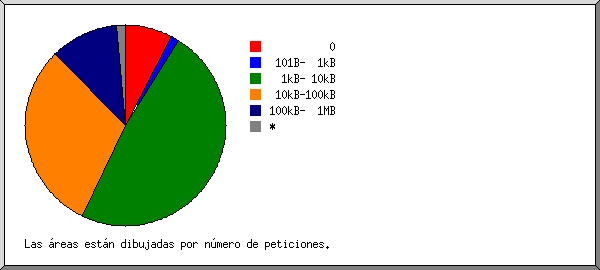 0
101B- 1kB
1kB- 10kB
10kB-100kB
100kB- 1MB
*
Las áreas están dibujadas por número de peticiones.